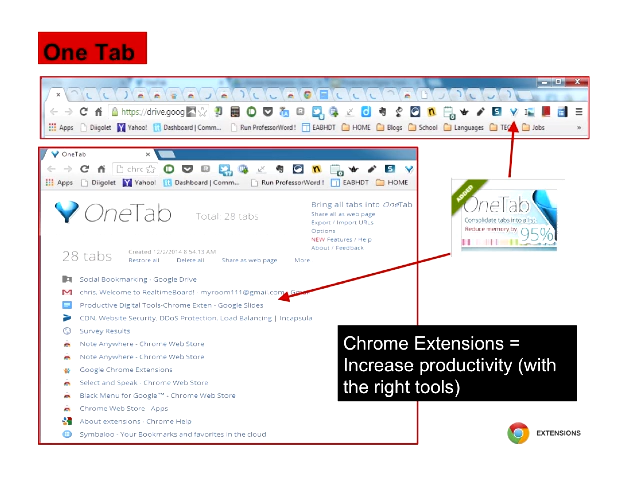 One Tab
https://drive.goog
Apps Diigolet Yahoo! Dashboard | Comm... Run ProfessorWord! EABHDT HOME Blogs School Languages TEC Jobs »
OneTab
Apps Diigolet Yahoo! Dashboard | Comm... Run ProfessorWord! EABHDT HOME
OneTab
Total: 28 tabs
Bring all tabs into OneTab
Share all as web page
Export / Import URLs
Options
NEW Features / Help
About / Feedback
28 tabs
Restore all Delete all Share as web page More
ADDED
OneTab
Consolidate tabs into a list
Reduce memory by 95%
Social Bookmarking - Google Drive
chris, Welcome to RealtimeBoard! - myroom111@gmail.com - Gmail
Productive Digital Tools-Chrome Exten - Google Slides
CDN, Website Security, DDoS Protection, Load Balancing | Incapsula
Survey Results
Note Anywhere - Chrome Web Store
Note Anywhere - Chrome Web Store
Google Chrome Extensions
Select and Speak - Chrome Web Store
Black Menu for Google™ - Chrome Web Store
Chrome Web Store - Apps
About extensions - Chrome Help
Symbaloo - Your Bookmarks and favorites in the cloud
Chrome Extensions =
Increase productivity (with
the right tools)
EXTENSIONS